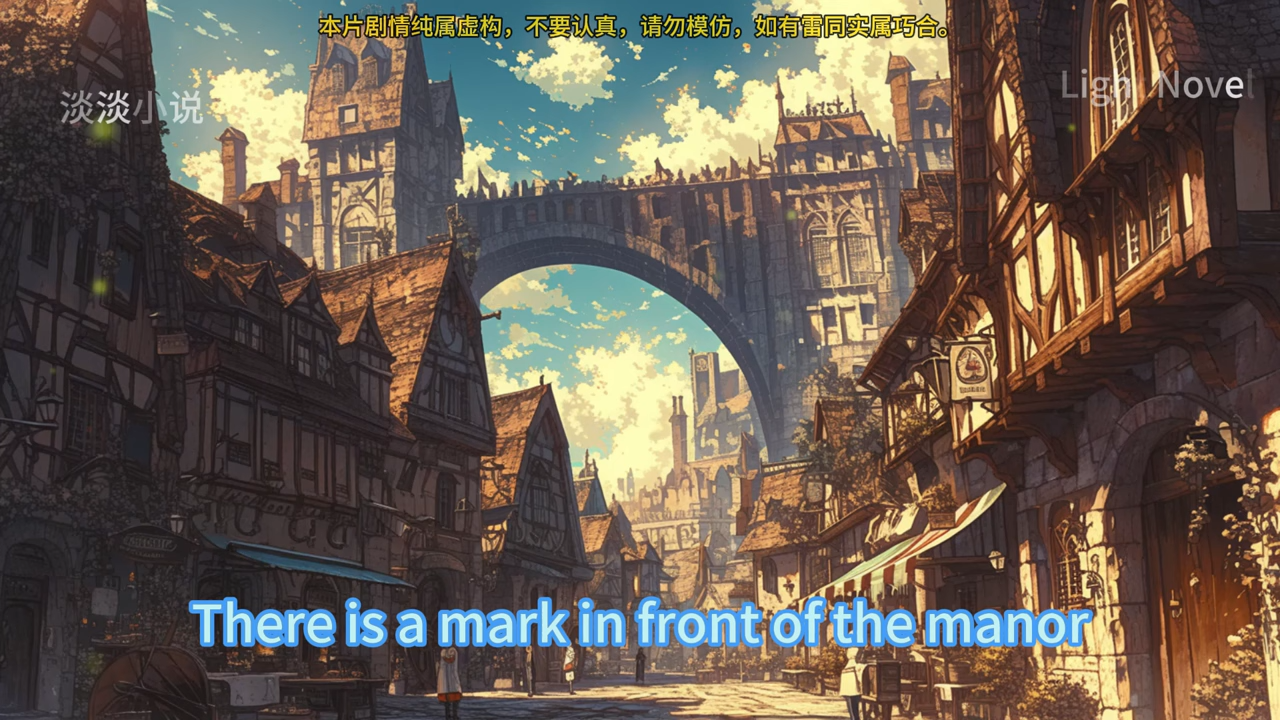 本片剧情纯属虚构，不要认真，请勿模仿，如有雷同实属巧合。
淡淡小说
Light Novel
There is a mark in front of the manor